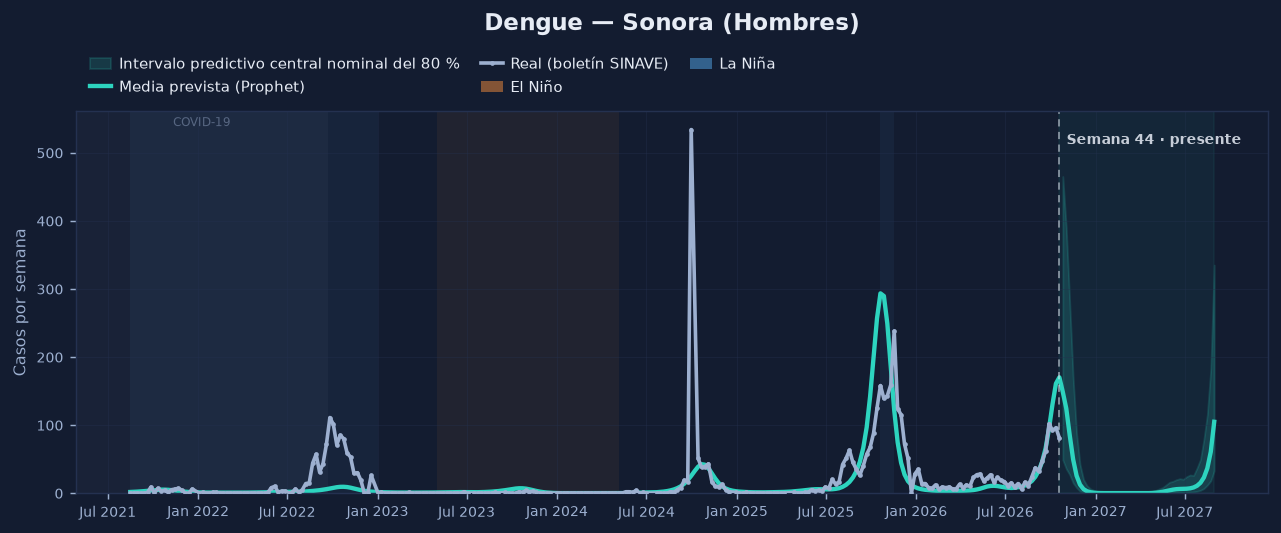 Dengue — Sonora (Hombres)
Intervalo predictivo central nominal del 80 %
Real (boletín SINAVE)
La Niña
Media prevista (Prophet)
El Niño
COVID-19
Semana 44 · presente
Casos por semana
500
400
300
200
100
0
Jul 2021
Jan 2022
Jul 2022
Jan 2023
Jul 2023
Jan 2024
Jul 2024
Jan 2025
Jul 2025
Jan 2026
Jul 2026
Jan 2027
Jul 2027